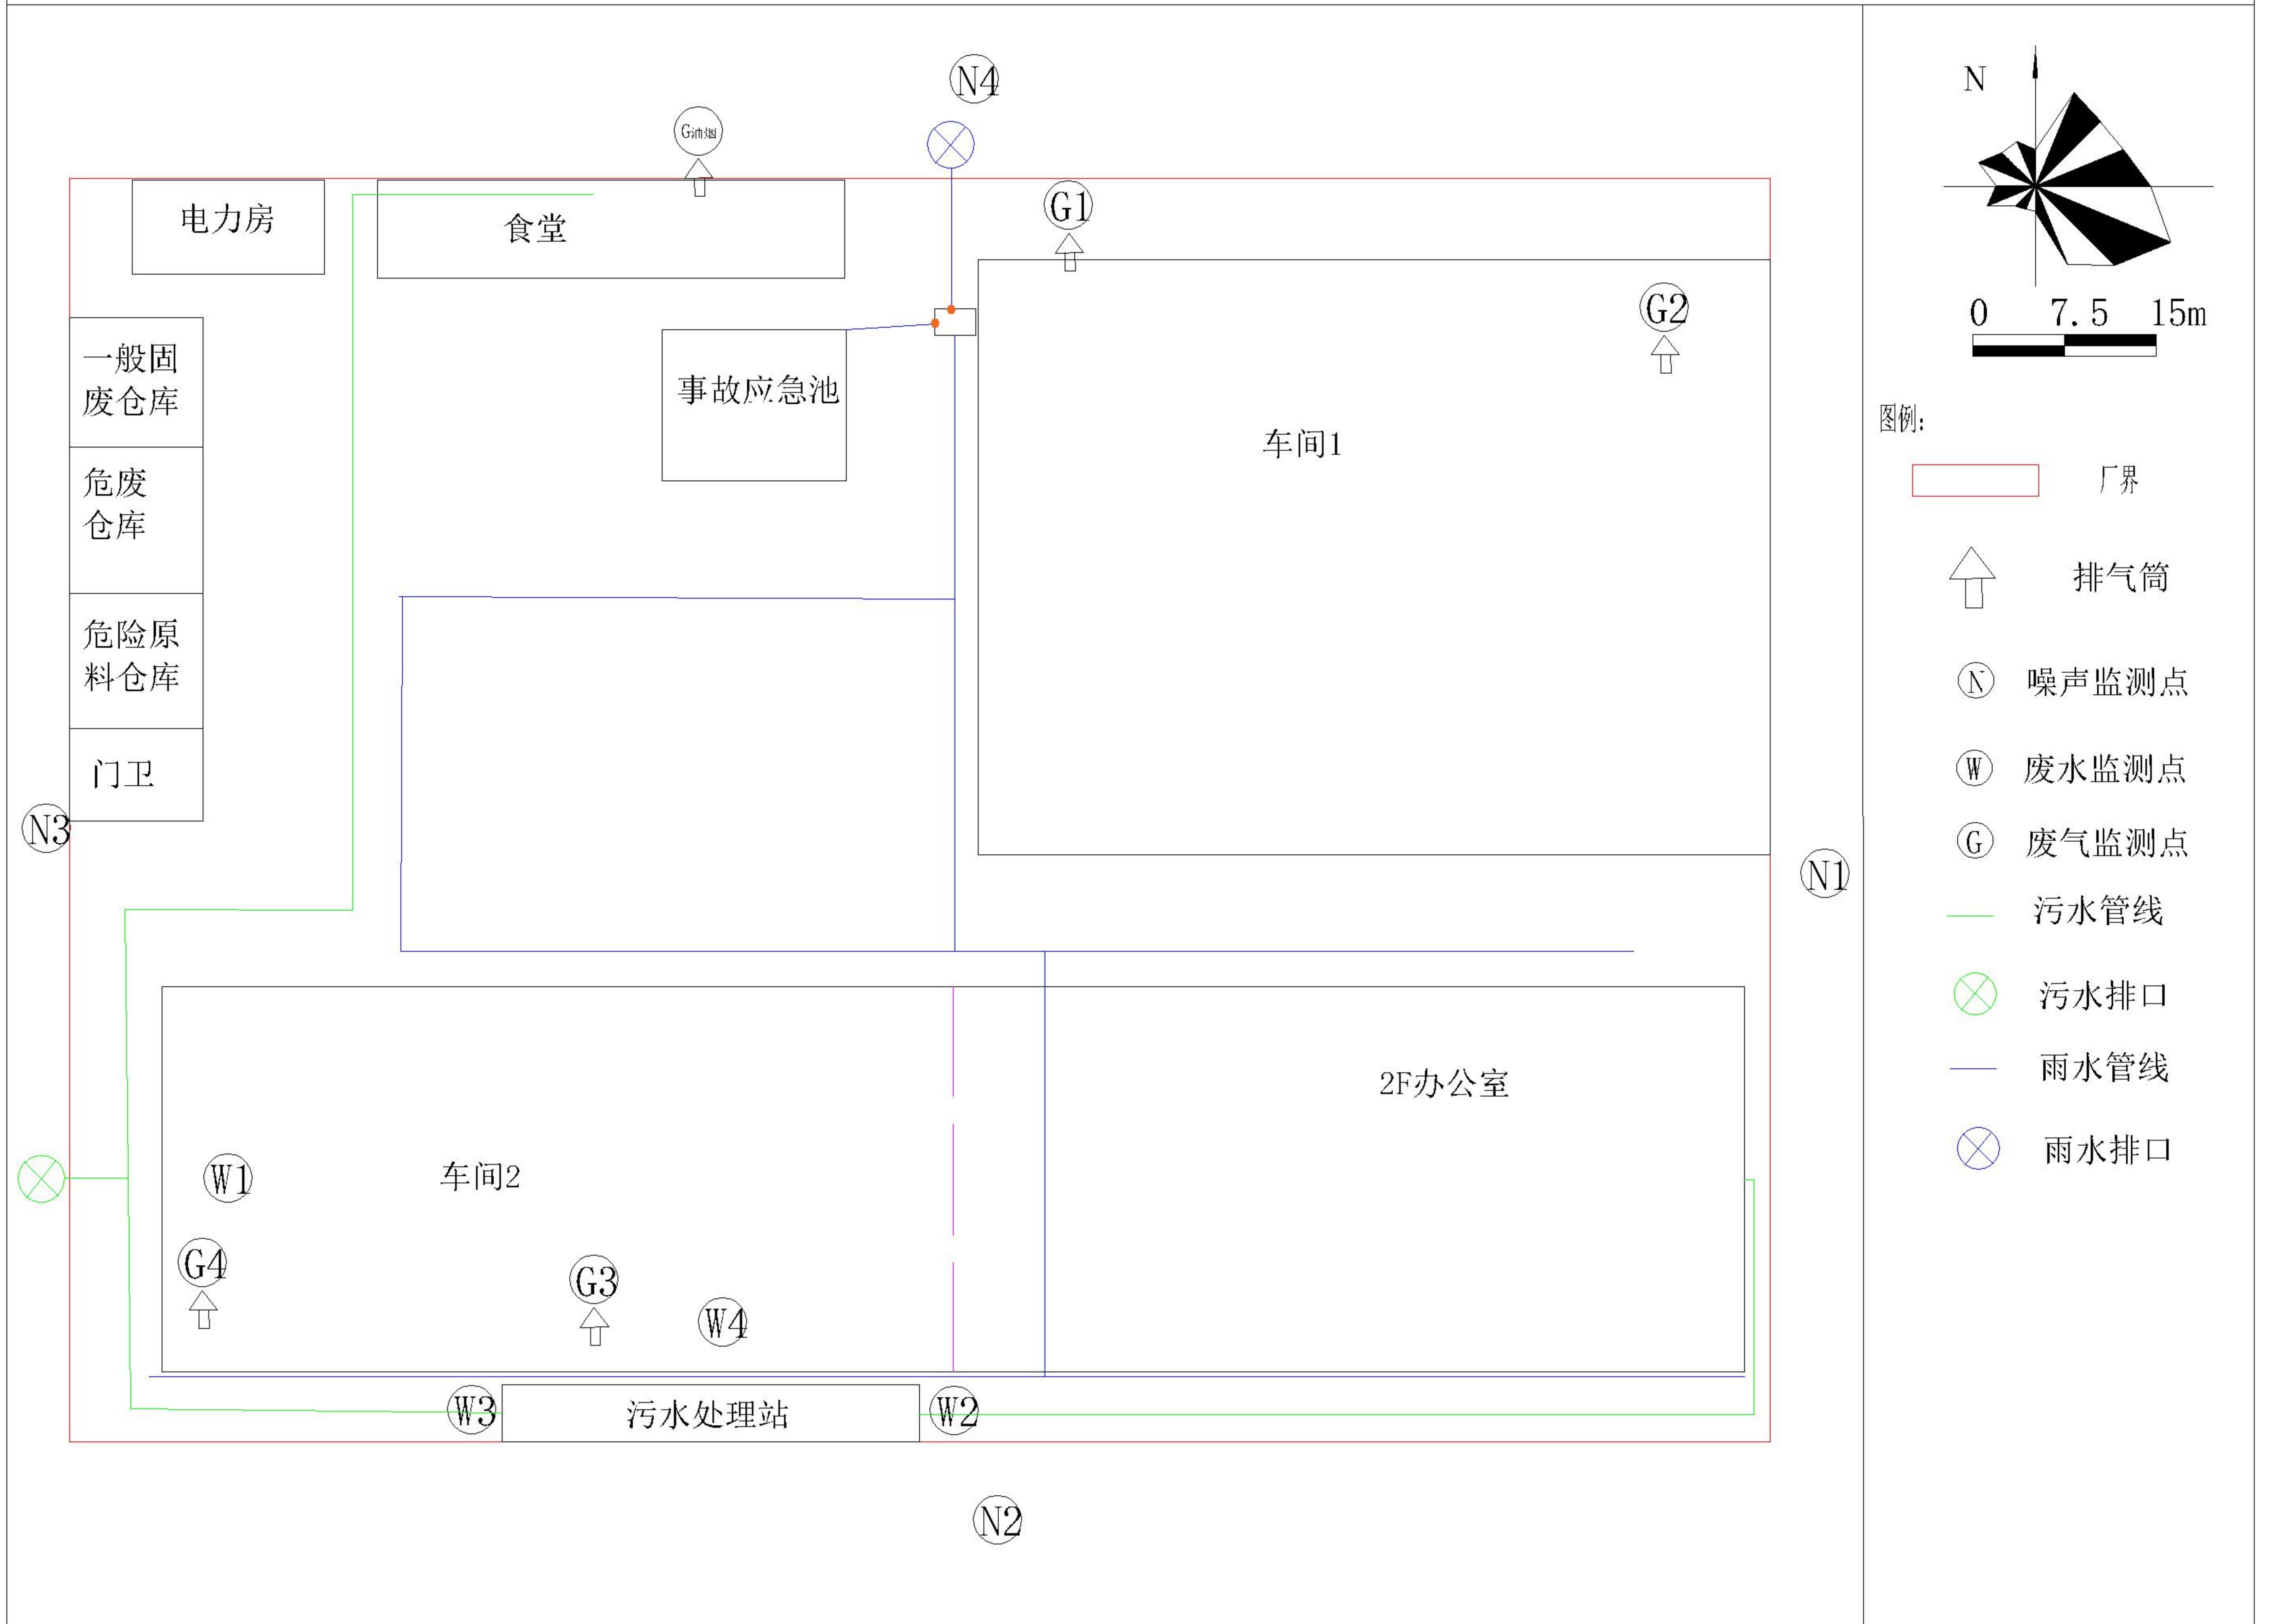 N4
G油烟
G1
电力房
食堂
G2
一般固
废仓库
事故应急池
车间1
危废
仓库
危险原
料仓库
门卫
N3
N1
2F办公室
W1
车间2
G4
G3
W4
W3
污水处理站
W2
N2
N
0 7.5 15m
图例:
厂界
排气筒
N 噪声监测点
W 废水监测点
G 废气监测点
污水管线
污水排口
雨水管线
雨水排口